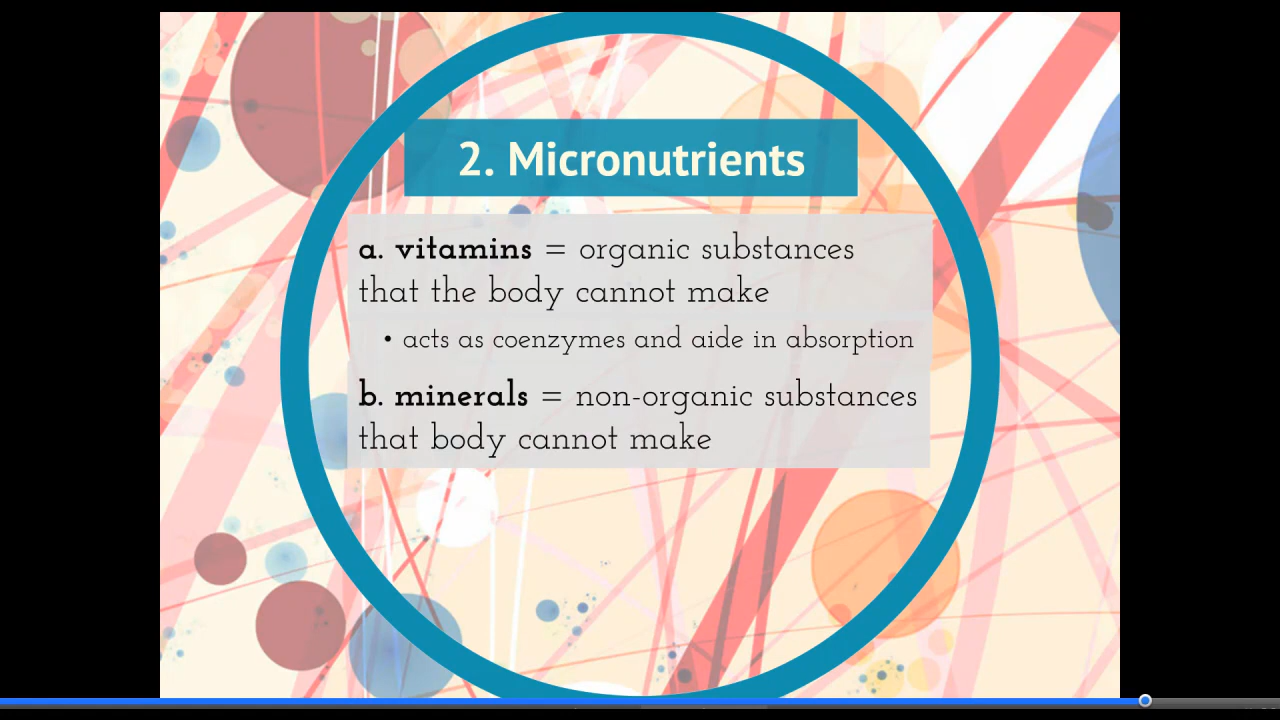 2. Micronutrients
a. vitamins = organic substances
that the body cannot make
• acts as coenzymes and aide in absorption
b. minerals = non-organic substances
that body cannot make